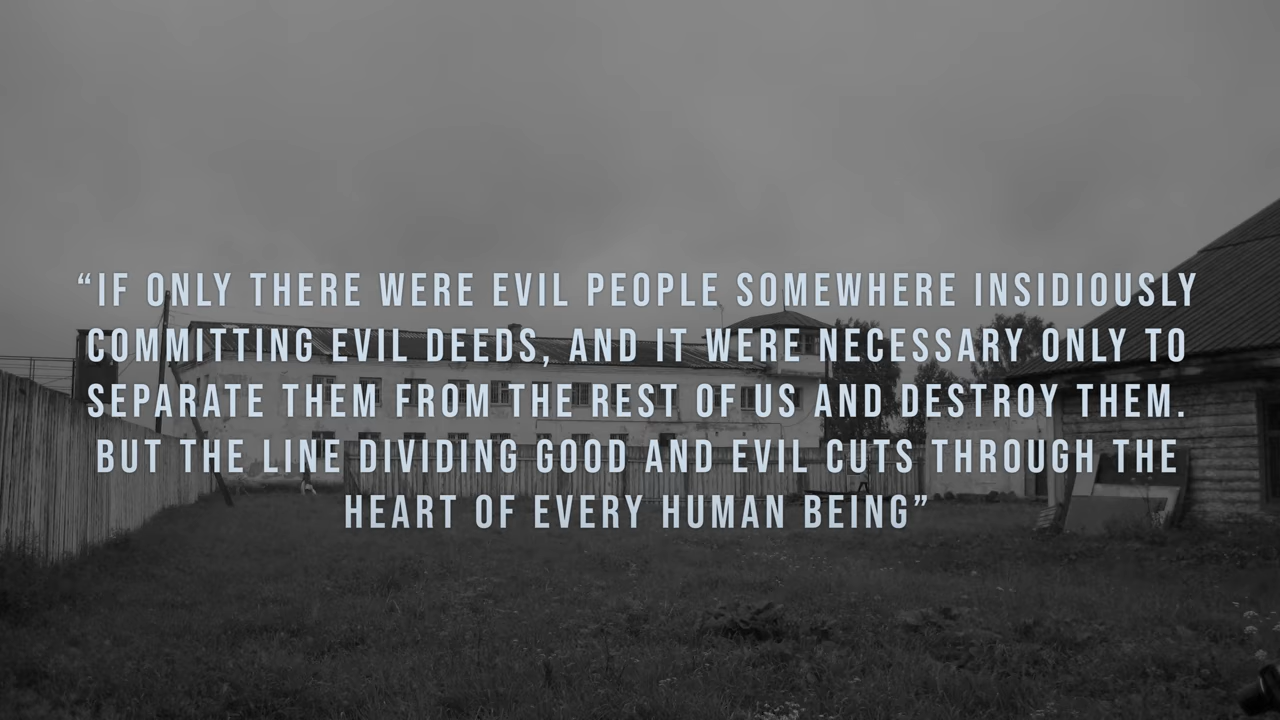 “IF ONLY THERE WERE EVIL PEOPLE SOMEWHERE INSIDIOUSLY
COMMITTING EVIL DEEDS, AND IT WERE NECESSARY ONLY TO
SEPARATE THEM FROM THE REST OF US AND DESTROY THEM.
BUT THE LINE DIVIDING GOOD AND EVIL CUTS THROUGH THE
HEART OF EVERY HUMAN BEING”